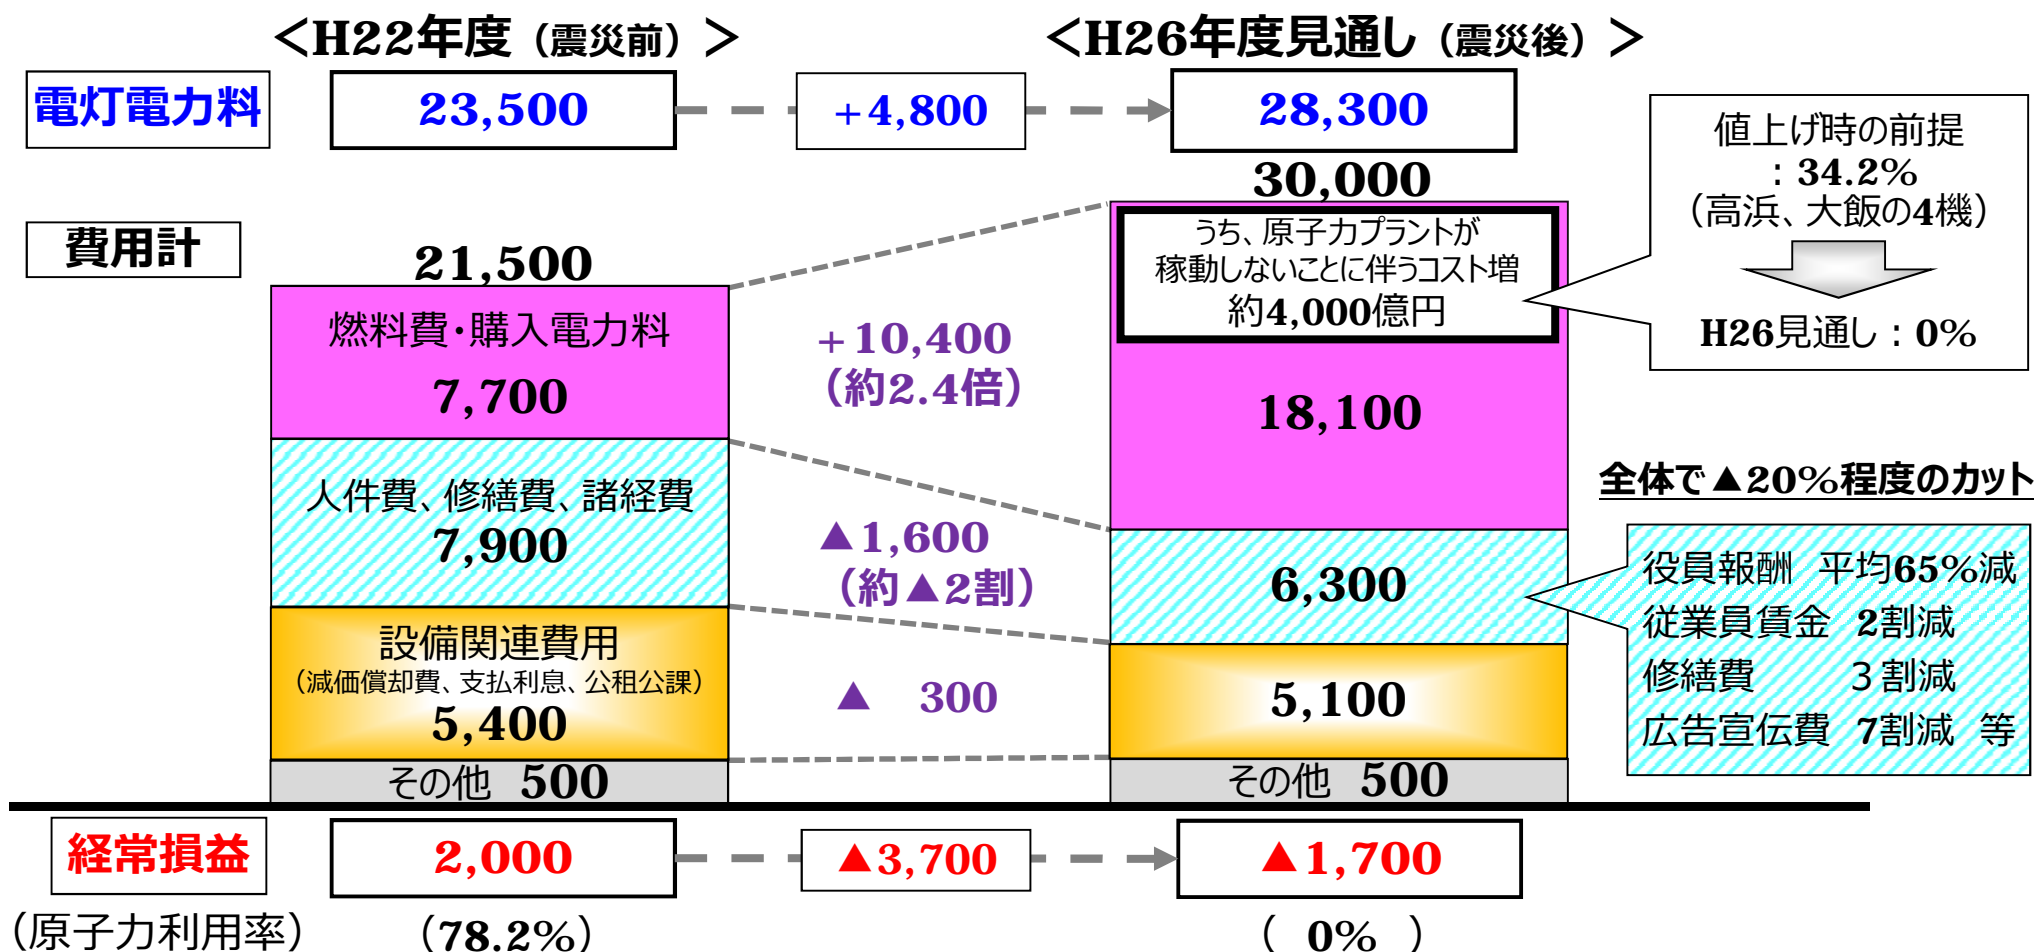 ＜H22年度（震災前）＞
＜H26年度見通し（震災後）＞
電灯電力料
23,500
+4,800
28,300
費用計
21,500
30,000
燃料費・購入電力料
7,700
人件費、修繕費、諸経費
7,900
設備関連費用
（減価償却費、支払利息、公租公課）
5,400
その他 500
+10,400
（約2.4倍）
▲1,600
（約▲2割）
▲ 300
うち、原子力プラントが
稼動しないことに伴うコスト増
約4,000億円
18,100
6,300
5,100
その他 500
値上げ時の前提
：34.2%
（高浜、大飯の4機）
H26見通し：0%
全体で▲20%程度のカット
役員報酬 平均65%減
従業員賃金 2割減
修繕費 ３割減
広告宣伝費 7割減 等
経常損益
2,000
▲3,700
▲1,700
（原子力利用率）
（78.2%）
（ 0% ）